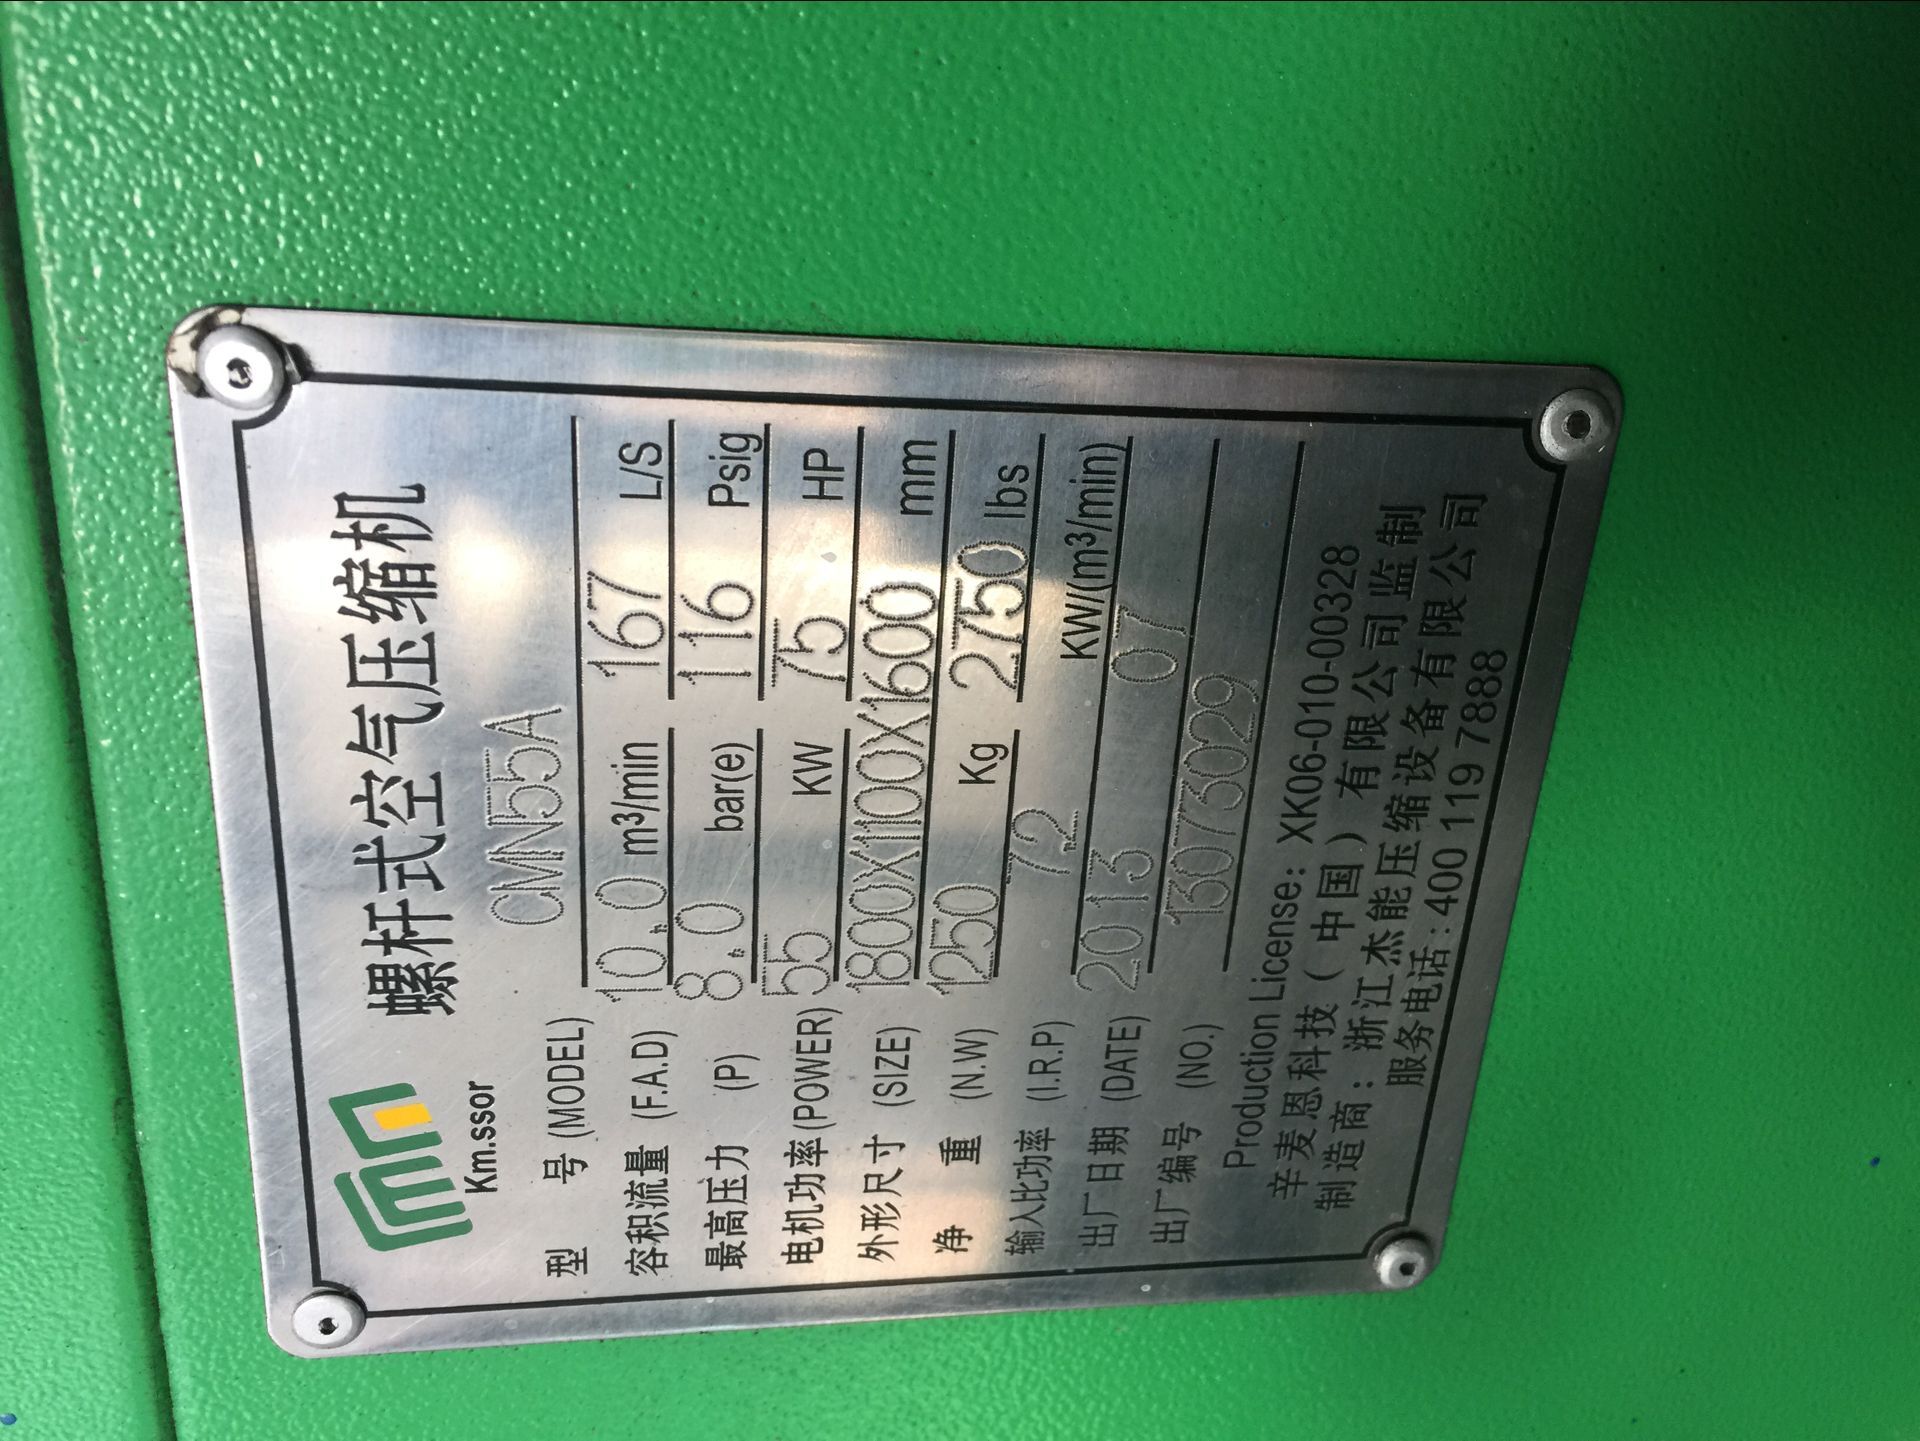 螺杆式空气压缩机
Km.ssor
型 号 (MODEL) CMN55A
容积流量 (F.A.D) 10.0 m³/min 167 L/S
最高压力 (P) 8.0 bar(e) 116 Psig
电机功率 (POWER) 55 KW 75 HP
外形尺寸 (SIZE) 1800X1100X1600 mm
净 重 (N.W) 1250 Kg 2750 lbs
输入比功率 (I.R.P) 7.2 KW/(m³/min)
出厂日期 (DATE) 2013 07
出厂编号 (NO.) 13073029
Production License: XK06-010-00328
辛麦恩科技(中国)有限公司监制
制造商:浙江杰能压缩设备有限公司
服务电话:400 119 7888